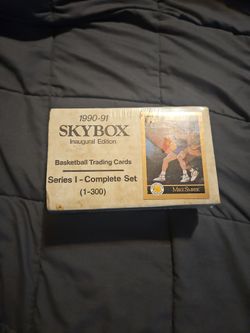 1990-91
SKYBOX
Inaugural Edition
Basketball Trading Cards
Series I - Complete Set
(1-300)